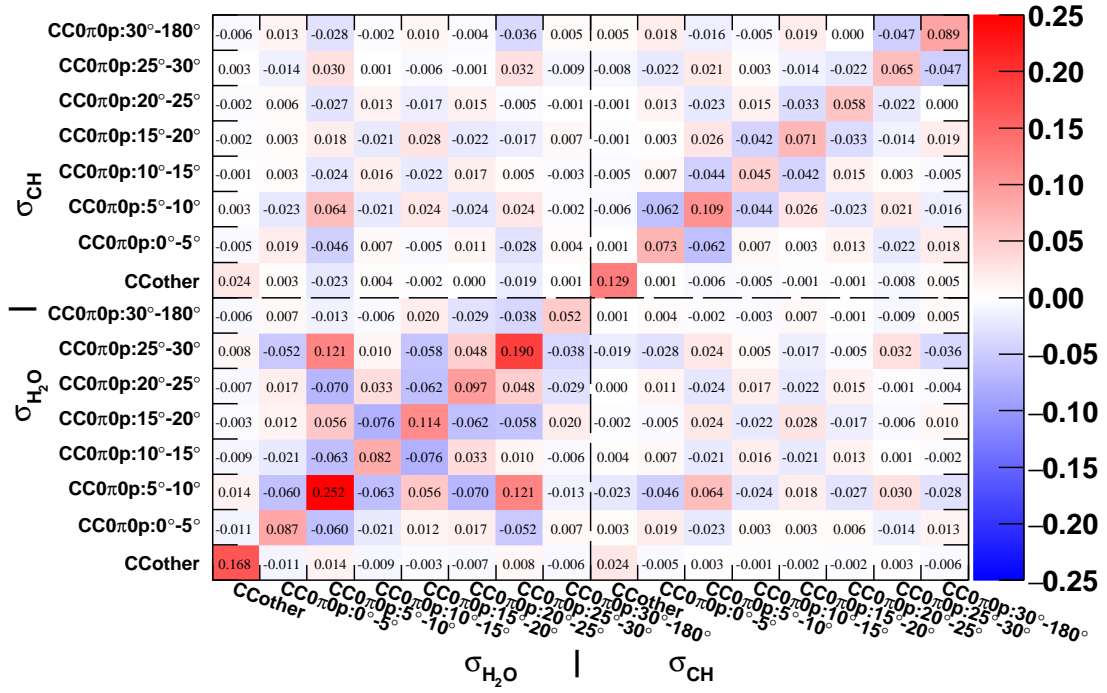 CC0π0p:30°-180° -0.006 0.013 -0.028 -0.002 0.010 -0.004 -0.036 0.005 0.005 0.018 -0.016 -0.005 0.019 0.000 -0.047 0.089
CC0π0p:25°-30° 0.003 -0.014 0.030 0.001 -0.006 -0.001 0.032 -0.009 -0.008 -0.022 0.021 0.003 -0.014 -0.022 0.065 -0.047
CC0π0p:20°-25° -0.002 0.006 -0.027 0.013 -0.017 0.015 -0.005 -0.001 -0.001 0.013 -0.023 0.015 -0.033 0.058 -0.022 0.000
CC0π0p:15°-20° -0.002 0.003 0.018 -0.021 0.028 -0.022 -0.017 0.007 -0.001 0.003 0.026 -0.042 0.071 -0.033 -0.014 0.019
CC0π0p:10°-15° -0.001 0.003 -0.024 0.016 -0.022 0.017 0.005 -0.003 -0.005 0.007 -0.044 0.045 -0.042 0.015 0.003 -0.005
CC0π0p:5°-10° 0.003 -0.023 0.064 -0.021 0.024 -0.024 0.024 -0.002 -0.006 -0.062 0.109 -0.044 0.026 -0.023 0.021 -0.016
CC0π0p:0°-5° -0.005 0.019 -0.046 0.007 -0.005 0.011 -0.028 0.004 0.001 0.073 -0.062 0.007 0.003 0.013 -0.022 0.018
CCother 0.024 0.003 -0.023 0.004 -0.002 0.000 -0.019 0.001 0.129 0.001 -0.006 -0.005 -0.001 -0.001 -0.008 0.005
CC0π0p:30°-180° -0.006 0.007 -0.013 -0.006 0.020 -0.029 -0.038 0.052 0.001 0.004 -0.002 -0.003 0.007 -0.001 -0.009 0.005
CC0π0p:25°-30° 0.008 -0.052 0.121 0.010 -0.058 0.048 0.190 -0.038 -0.019 -0.028 0.024 0.005 -0.017 -0.005 0.032 -0.036
CC0π0p:20°-25° -0.007 0.017 -0.070 0.033 -0.062 0.097 0.048 -0.029 0.000 0.011 -0.024 0.017 -0.022 0.015 -0.001 -0.004
CC0π0p:15°-20° -0.003 0.012 0.056 -0.076 0.114 -0.062 -0.058 0.020 -0.002 -0.005 0.024 -0.022 0.028 -0.017 -0.006 0.010
CC0π0p:10°-15° -0.009 -0.021 -0.063 0.082 -0.076 0.033 0.010 -0.006 0.004 0.007 -0.021 0.016 -0.021 0.013 0.001 -0.002
CC0π0p:5°-10° 0.014 -0.060 0.252 -0.063 0.056 -0.070 0.121 -0.013 -0.023 -0.046 0.064 -0.024 0.018 -0.027 0.030 -0.028
CC0π0p:0°-5° -0.011 0.087 -0.060 -0.021 0.012 0.017 -0.052 0.007 0.003 0.019 -0.023 0.003 0.003 0.006 -0.014 0.013
CCother 0.168 -0.011 0.014 -0.009 -0.003 -0.007 0.008 -0.006 0.024 -0.005 0.003 -0.001 -0.002 -0.002 0.003 -0.006
σCH
|
σH2O
CCother
CC0π0p:0°-5°
CC0π0p:5°-10°
CC0π0p:10°-15°
CC0π0p:15°-20°
CC0π0p:20°-25°
CC0π0p:25°-30°
CC0π0p:30°-180°
CCother
CC0π0p:0°-5°
CC0π0p:5°-10°
CC0π0p:10°-15°
CC0π0p:15°-20°
CC0π0p:20°-25°
CC0π0p:25°-30°
CC0π0p:30°-180°
σH2O | σCH
0.25
0.20
0.15
0.10
0.05
0.00
−0.05
−0.10
−0.15
−0.20
−0.25